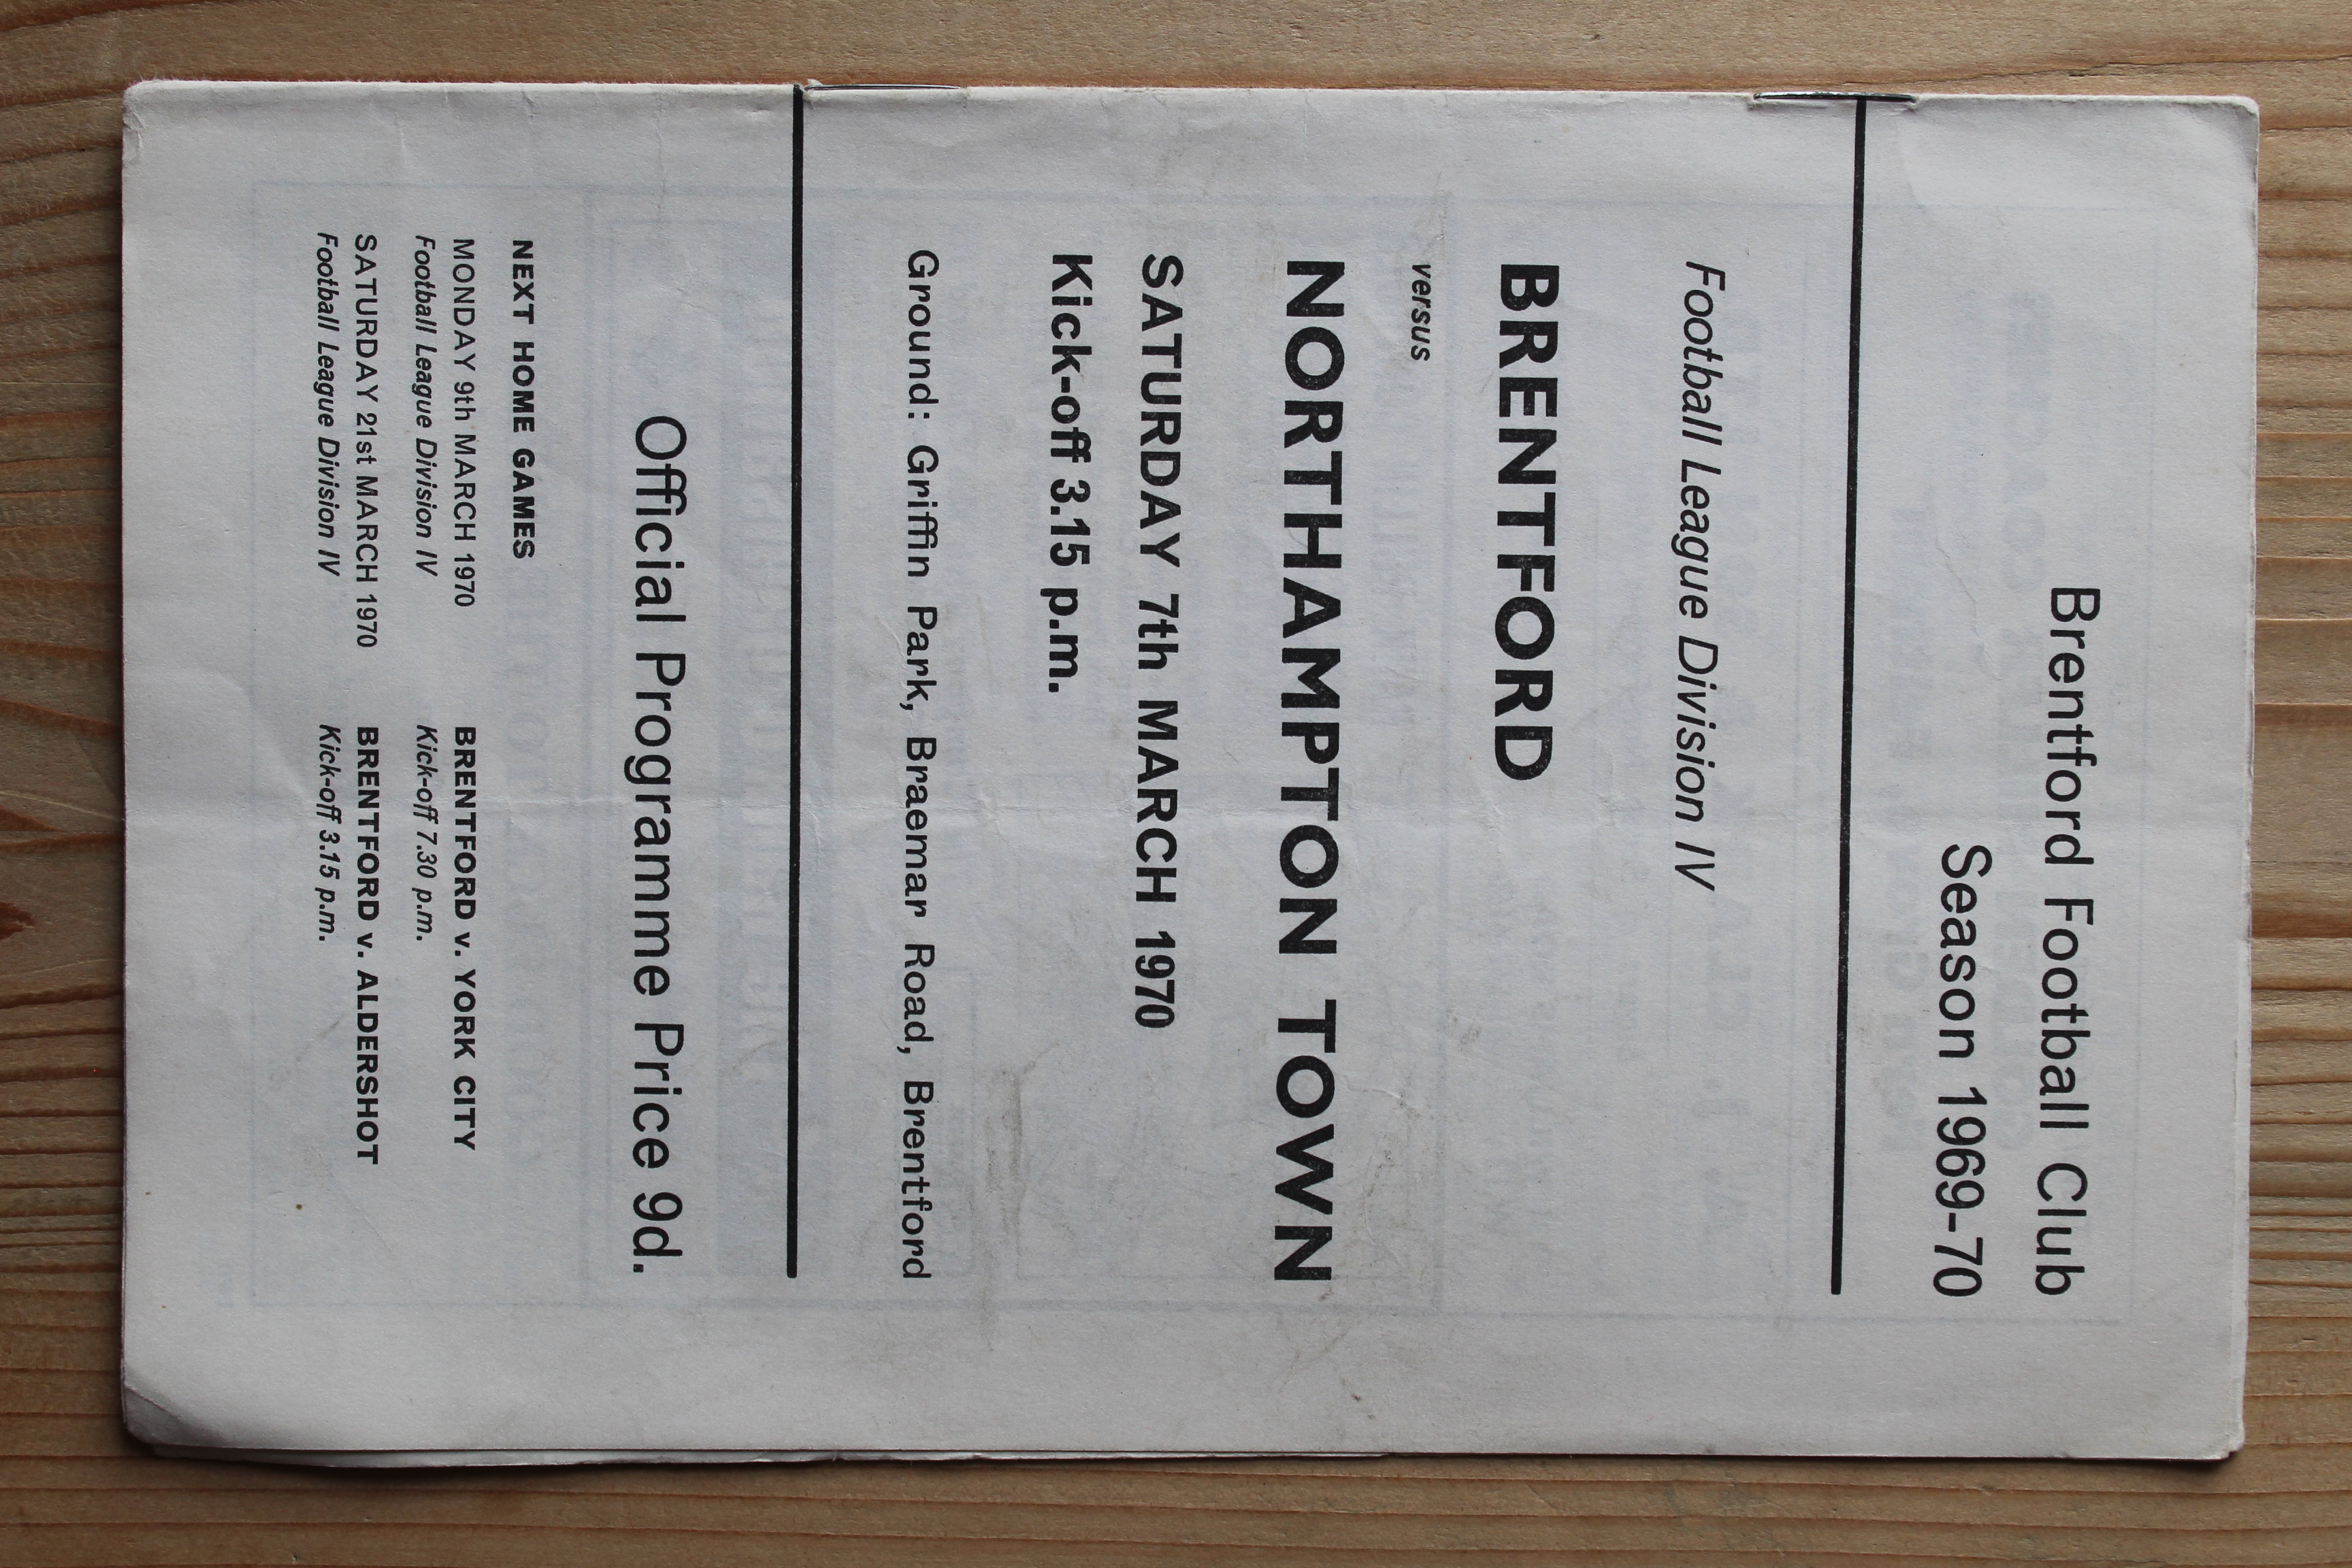 Brentford Football Club
Season 1969-70
Football League Division IV
BRENTFORD
versus
NORTHAMPTON TOWN
SATURDAY 7th MARCH 1970
Kick-off 3.15 p.m.
Ground: Griffin Park, Braemar Road, Brentford
Official Programme Price 9d.
NEXT HOME GAMES
MONDAY 9th MARCH 1970 BRENTFORD v. YORK CITY
Football League Division IV Kick-off 7.30 p.m.
SATURDAY 21st MARCH 1970 BRENTFORD v. ALDERSHOT
Football League Division IV Kick-off 3.15 p.m.